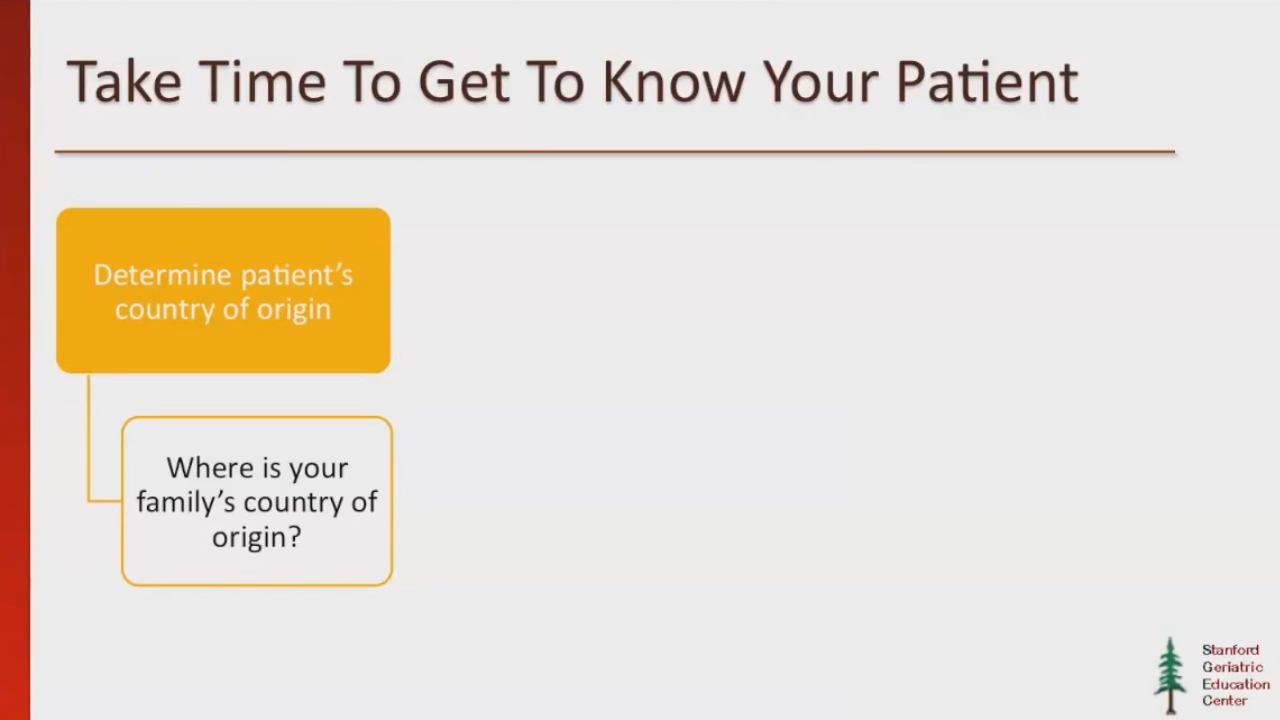 Take Time To Get To Know Your Patient
Determine patient’s
country of origin
Where is your
family’s country of
origin?
Stanford
Geriatric
Education
Center